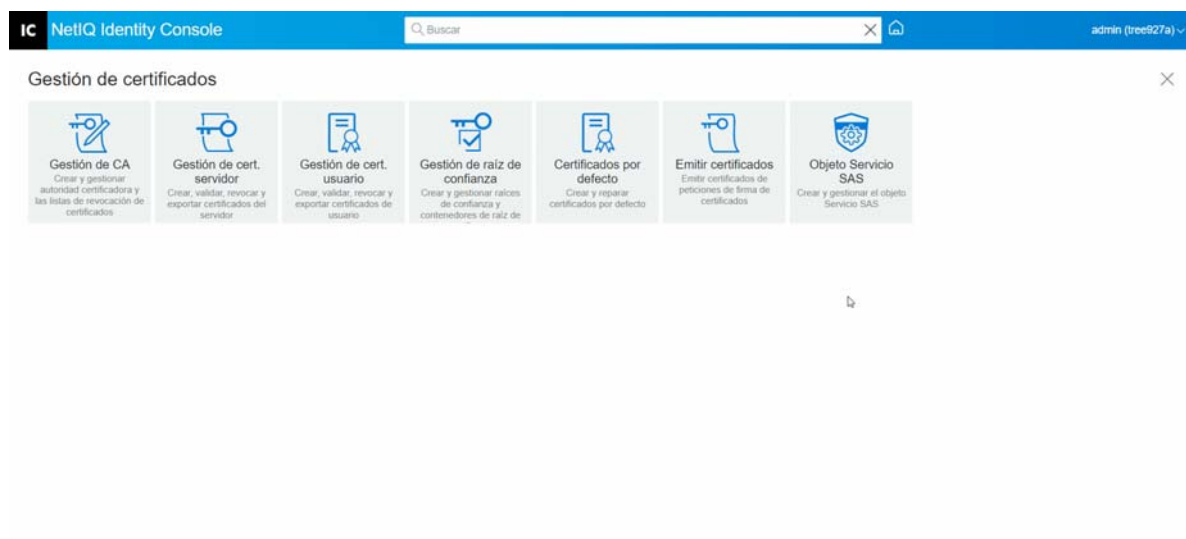 IC NetIQ Identity Console
Buscar
admin (tree927a)
Gestión de certificados
Gestión de CA
Crear y gestionar
autoridad certificadora y
las listas de revocación de
certificados
Gestión de cert.
servidor
Crear, validar, revocar y
exportar certificados del
servidor
Gestión de cert.
usuario
Crear, validar, revocar y
exportar certificados de
usuario
Gestión de raíz de
confianza
Crear y gestionar raíces
de confianza y
contenedores de raíz de
Certificados por
defecto
Crear y reparar
certificados por defecto
Emitir certificados
Emitir certificados de
peticiones de firma de
certificados
Objeto Servicio
SAS
Crear y gestionar el objeto
Servicio SAS